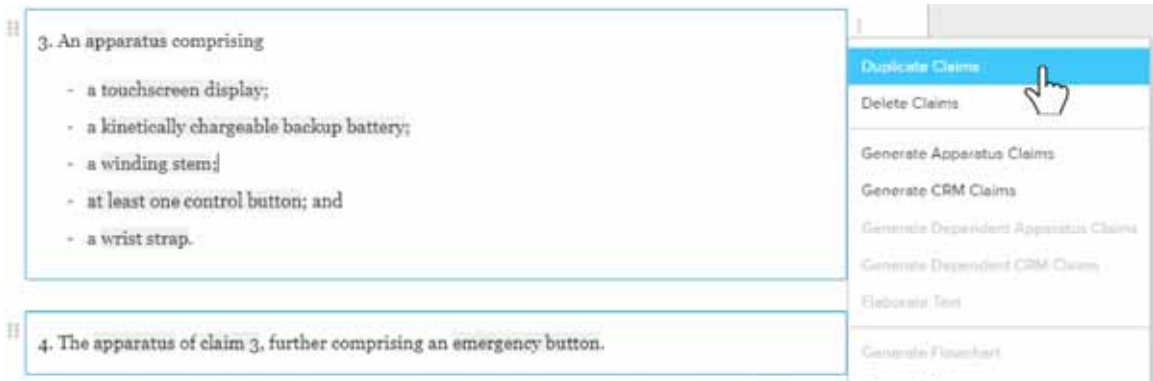 3. An apparatus comprising
- a touchscreen display;
- a kinetically chargeable backup battery;
- a winding stem;
- at least one control button; and
- a wrist strap.
4. The apparatus of claim 3, further comprising an emergency button.
Duplicate Claims
Delete Claims
Generate Apparatus Claims
Generate CRM Claims
Generate Dependent Apparatus Claims
Generate Dependent CRM Claims
Elaborate Text
Generate Flowchart